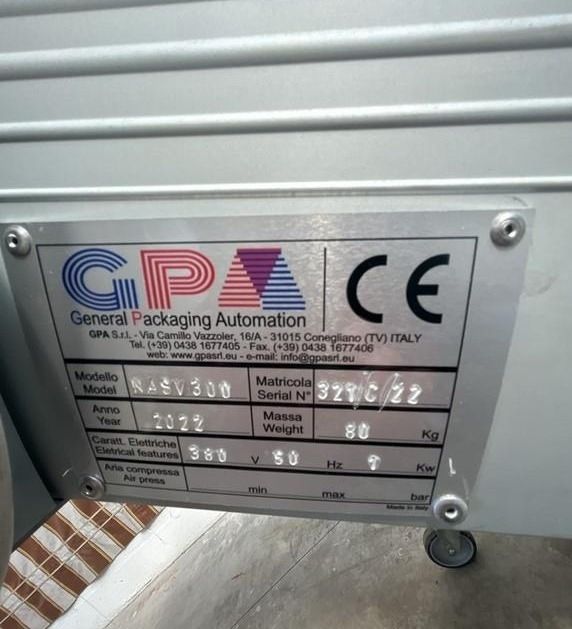 GPA
CE
General Packaging Automation
GPA S.r.l. - Via Camillo Vazzoler, 16/A - 31015 Conegliano (TV) ITALY
Tel. (+39) 0438 1677405 - Fax. (+39) 0438 1677406
web: www.gpasrl.eu - e-mail: info@gpasrl.eu
Modello
Model
NASV300
Matricola
Serial N°
/C/22
Anno
Year
2022
Massa
Weight
80 Kg
Caratt. Elettriche
Eletrical features
380 V 50 Hz Kw
Aria compressa
Air press
min max bar
Made in Italy